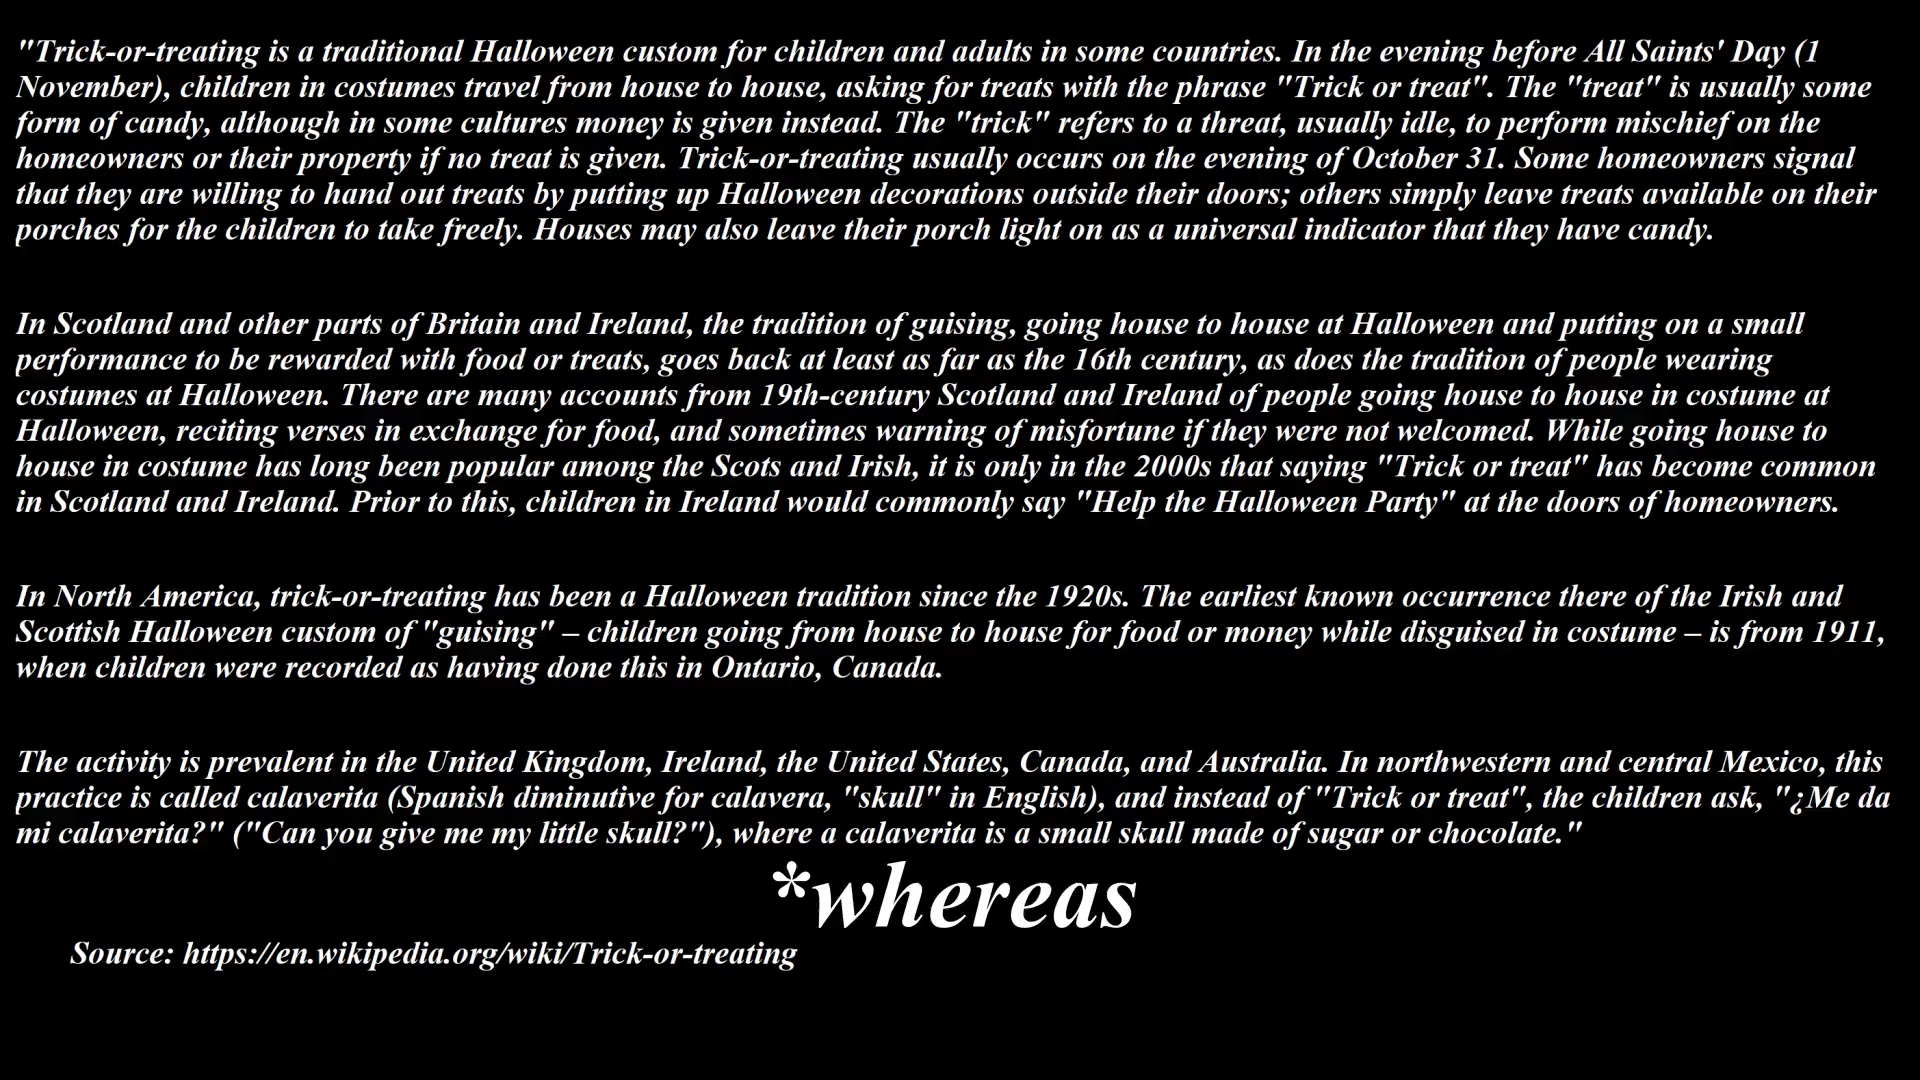 "Trick-or-treating is a traditional Halloween custom for children and adults in some countries. In the evening before All Saints' Day (1
November), children in costumes travel from house to house, asking for treats with the phrase "Trick or treat". The "treat" is usually some
form of candy, although in some cultures money is given instead. The "trick" refers to a threat, usually idle, to perform mischief on the
homeowners or their property if no treat is given. Trick-or-treating usually occurs on the evening of October 31. Some homeowners signal
that they are willing to hand out treats by putting up Halloween decorations outside their doors; others simply leave treats available on their
porches for the children to take freely. Houses may also leave their porch light on as a universal indicator that they have candy.
In Scotland and other parts of Britain and Ireland, the tradition of guising, going house to house at Halloween and putting on a small
performance to be rewarded with food or treats, goes back at least as far as the 16th century, as does the tradition of people wearing
costumes at Halloween. There are many accounts from 19th-century Scotland and Ireland of people going house to house in costume at
Halloween, reciting verses in exchange for food, and sometimes warning of misfortune if they were not welcomed. While going house to
house in costume has long been popular among the Scots and Irish, it is only in the 2000s that saying "Trick or treat" has become common
in Scotland and Ireland. Prior to this, children in Ireland would commonly say "Help the Halloween Party" at the doors of homeowners.
In North America, trick-or-treating has been a Halloween tradition since the 1920s. The earliest known occurrence there of the Irish and
Scottish Halloween custom of "guising" – children going from house to house for food or money while disguised in costume – is from 1911,
when children were recorded as having done this in Ontario, Canada.
The activity is prevalent in the United Kingdom, Ireland, the United States, Canada, and Australia. In northwestern and central Mexico, this
practice is called calaverita (Spanish diminutive for calavera, "skull" in English), and instead of "Trick or treat", the children ask, "¿Me da
mi calaverita?" ("Can you give me my little skull?"), where a calaverita is a small skull made of sugar or chocolate."
*whereas
Source: https://en.wikipedia.org/wiki/Trick-or-treating